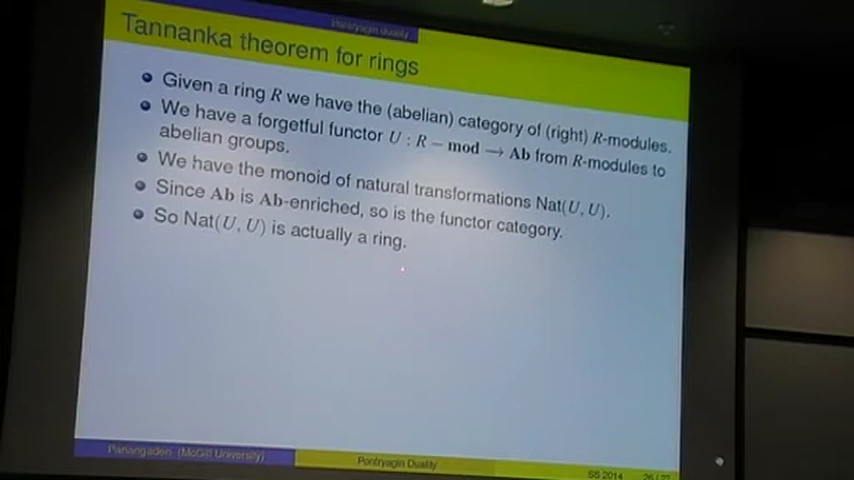 Pontryagin duality
Tannanka theorem for rings
Given a ring R we have the (abelian) category of (right) R-modules.
We have a forgetful functor U : R − mod → Ab from R-modules to
abelian groups.
We have the monoid of natural transformations Nat(U, U).
Since Ab is Ab-enriched, so is the functor category.
So Nat(U, U) is actually a ring.
Panangaden (McGill University)
Pontryagin Duality
SS 2014